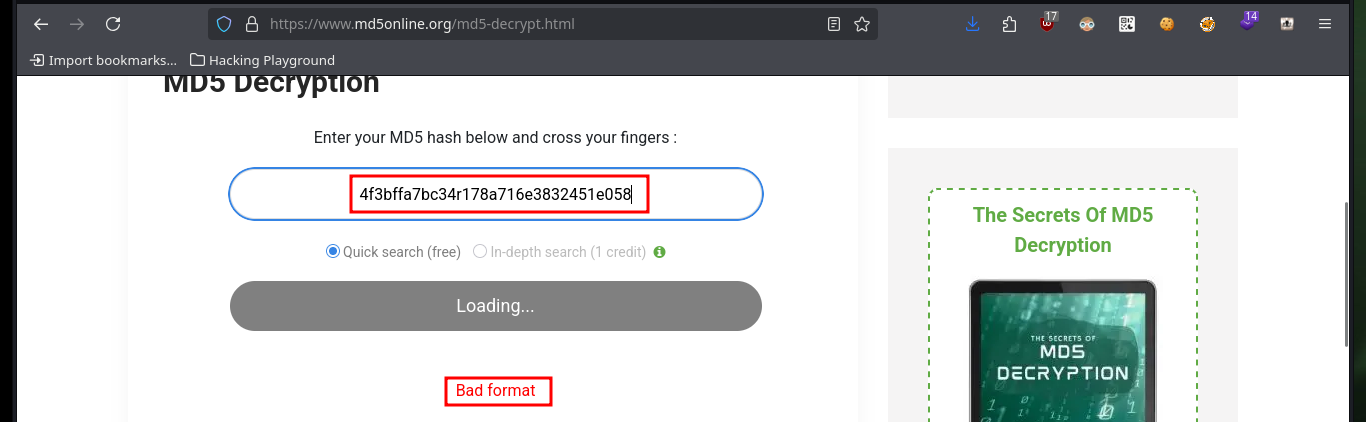 https://www.md5online.org/md5-decrypt.html
17
14
Import bookmarks...
Hacking Playground
MD5 Decryption
Enter your MD5 hash below and cross your fingers :
4f3bffa7bc34r178a716e3832451e058
Quick search (free)
In-depth search (1 credit)
Loading...
Bad format
The Secrets Of MD5
Decryption
THE SECRETS OF
MD5
DECRYPTION